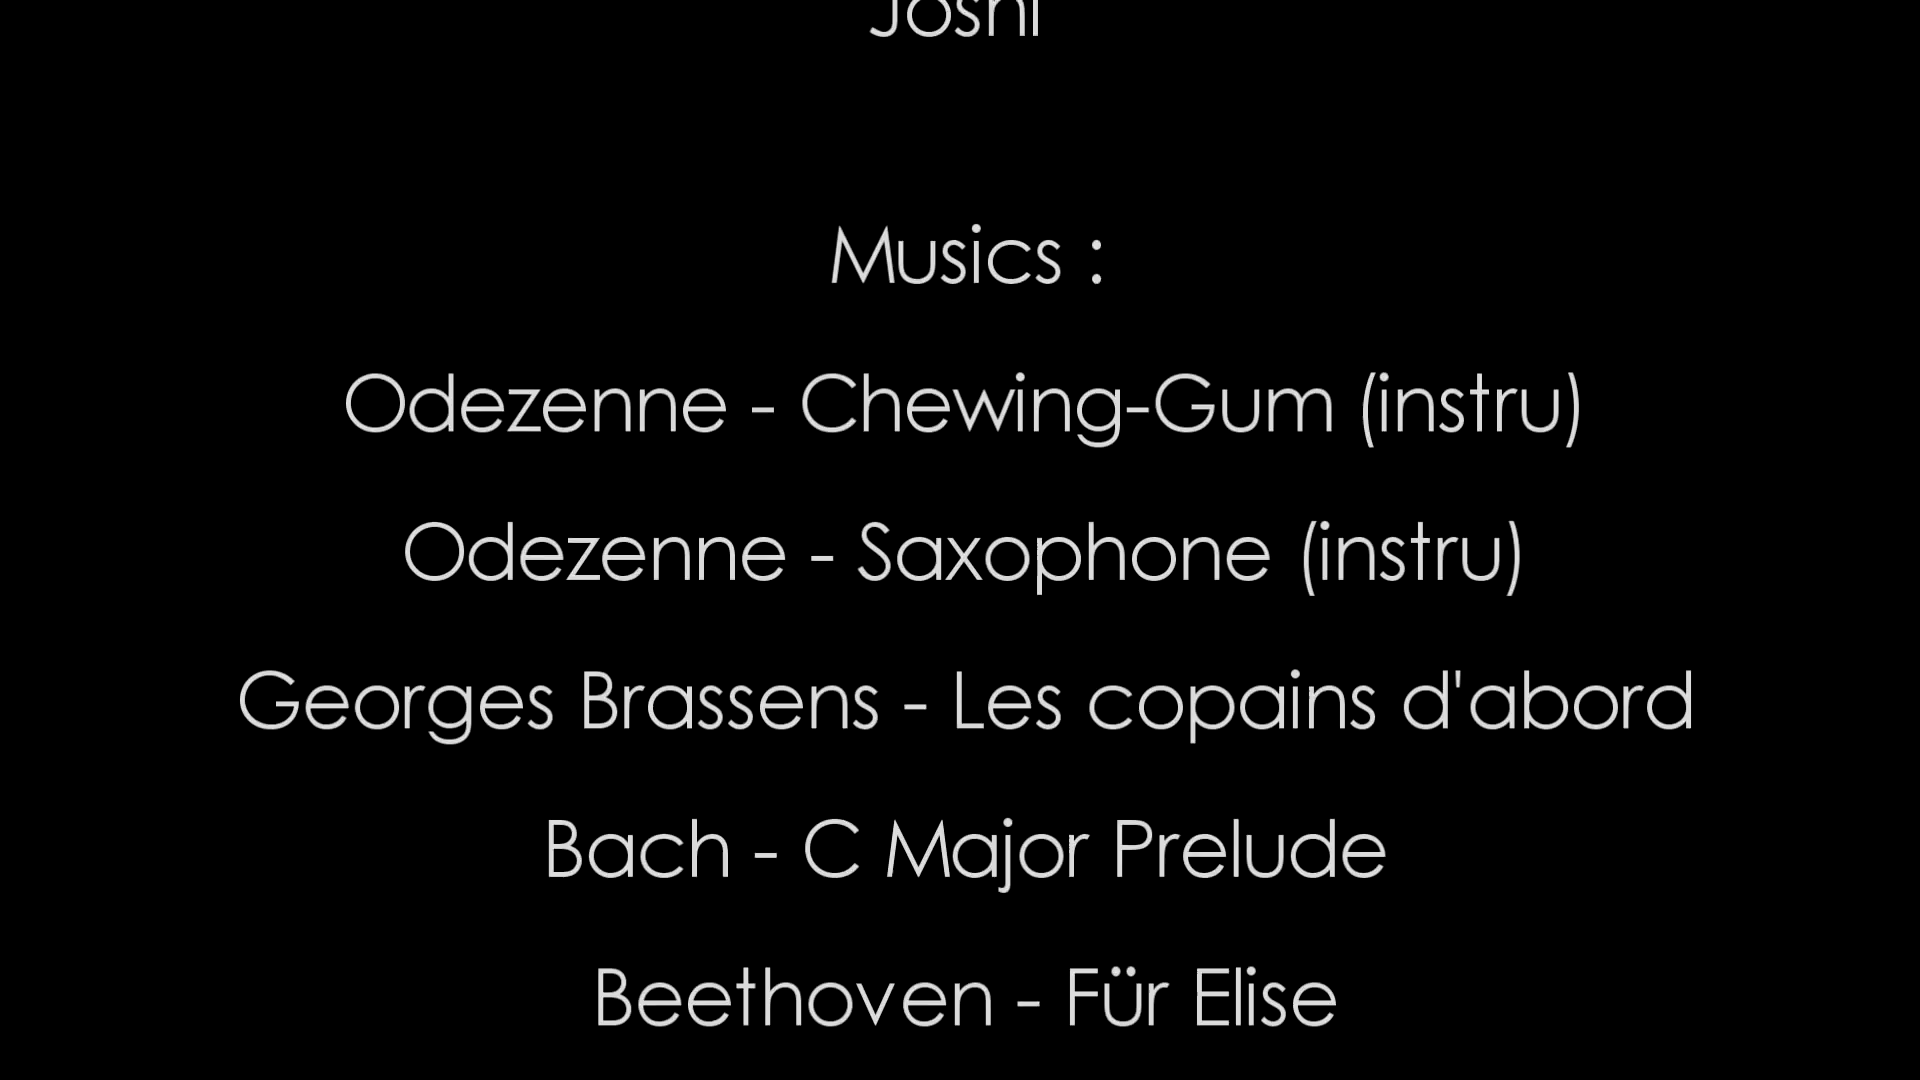 Joshi
Musics :
Odezenne - Chewing-Gum (instru)
Odezenne - Saxophone (instru)
Georges Brassens - Les copains d'abord
Bach - C Major Prelude
Beethoven - Für Elise